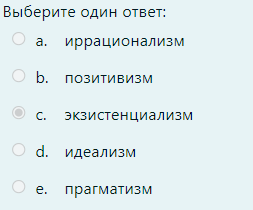 Выберите один ответ:
a. иррационализм
b. позитивизм
c. экзистенциализм
d. идеализм
e. прагматизм